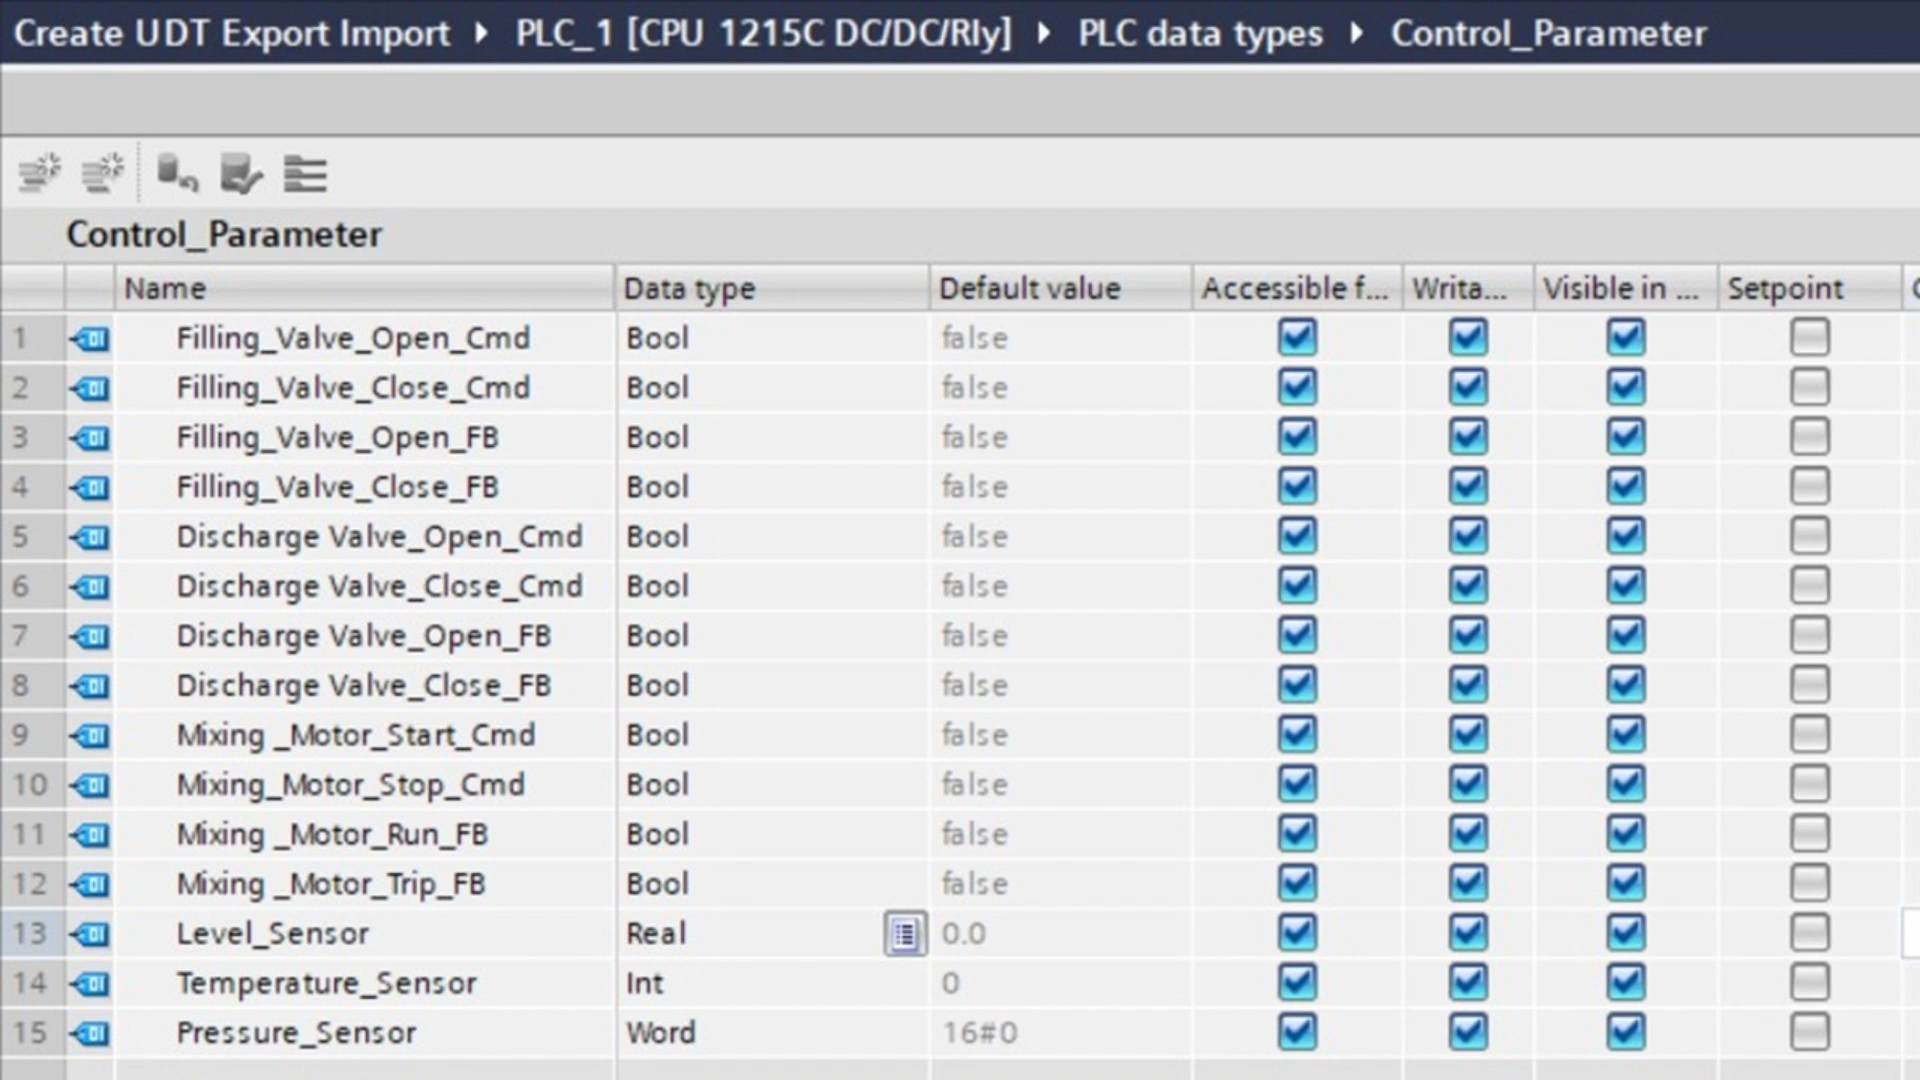 Create UDT Export Import ▸ PLC_1 [CPU 1215C DC/DC/Rly] ▸ PLC data types ▸ Control_Parameter
Control_Parameter
Name Data type Default value Accessible f... Writa... Visible in ... Setpoint
1 Filling_Valve_Open_Cmd Bool false
2 Filling_Valve_Close_Cmd Bool false
3 Filling_Valve_Open_FB Bool false
4 Filling_Valve_Close_FB Bool false
5 Discharge Valve_Open_Cmd Bool false
6 Discharge Valve_Close_Cmd Bool false
7 Discharge Valve_Open_FB Bool false
8 Discharge Valve_Close_FB Bool false
9 Mixing _Motor_Start_Cmd Bool false
10 Mixing_Motor_Stop_Cmd Bool false
11 Mixing _Motor_Run_FB Bool false
12 Mixing _Motor_Trip_FB Bool false
13 Level_Sensor Real 0.0
14 Temperature_Sensor Int 0
15 Pressure_Sensor Word 16#0